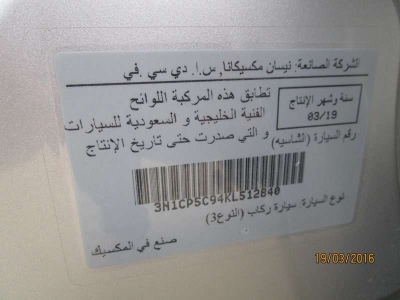 الشركة الصانعة: نيسان مكسيكانا, س.ا. دي سي. في
سنة وشهر الإنتاج
03/19
تطابق هذه المركبة اللوائح
الفنية الخليجية و السعودية للسيارات
و التي صدرت حتى تاريخ الإنتاج
رقم السيارة (الشاسيه)
3N1CP5C94KL512840
نوع السيارة: سيارة ركاب (النوع3)
صنع في المكسيك
19/03/2016